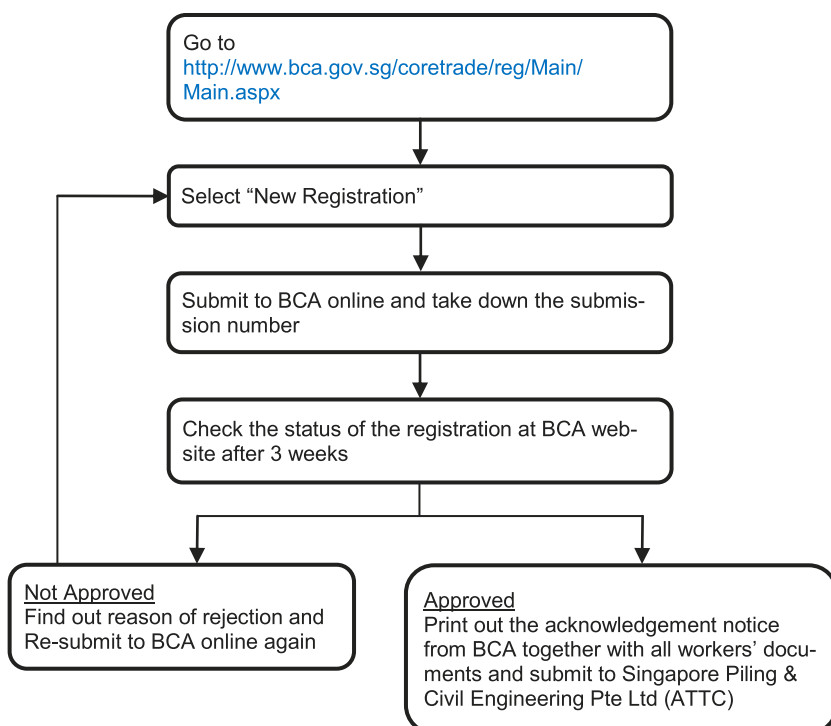 Go to
http://www.bca.gov.sg/coretrade/reg/Main/
Main.aspx
Select “New Registration”
Submit to BCA online and take down the submis-
sion number
Check the status of the registration at BCA web-
site after 3 weeks
Not Approved
Find out reason of rejection and
Re-submit to BCA online again
Approved
Print out the acknowledgement notice
from BCA together with all workers’ docu-
ments and submit to Singapore Piling &
Civil Engineering Pte Ltd (ATTC)